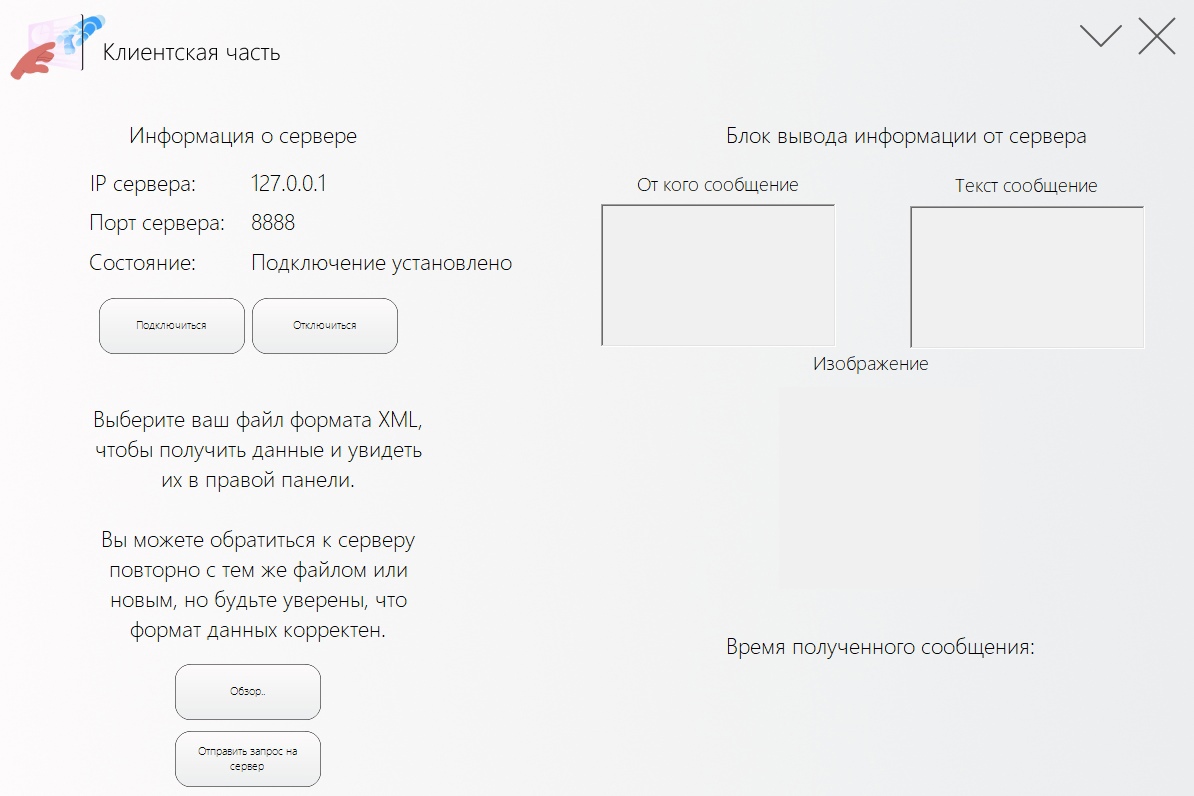 Клиентская часть
Информация о сервере
IP сервера: 127.0.0.1
Порт сервера: 8888
Состояние: Подключение установлено
Подключиться
Отключиться
Выберите ваш файл формата XML,
чтобы получить данные и увидеть
их в правой панели.
Вы можете обратиться к серверу
повторно с тем же файлом или
новым, но будьте уверены, что
формат данных корректен.
Обзор..
Отправить запрос на
сервер
Блок вывода информации от сервера
От кого сообщение
Текст сообщение
Изображение
Время полученного сообщения: